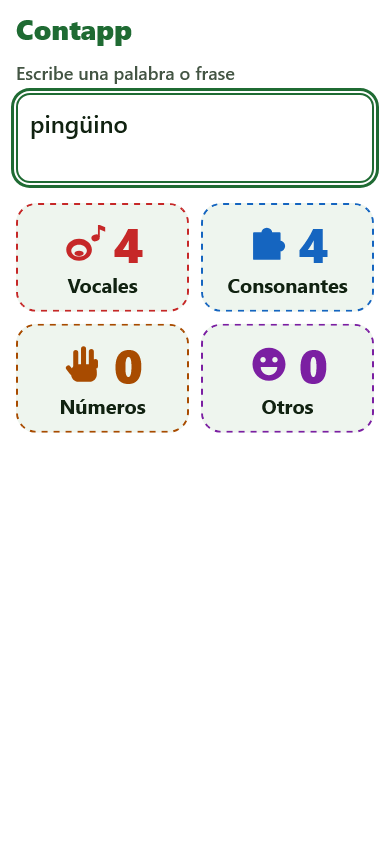 Contapp
Escribe una palabra o frase
pingüino
4
Vocales
4
Consonantes
0
Números
0
Otros